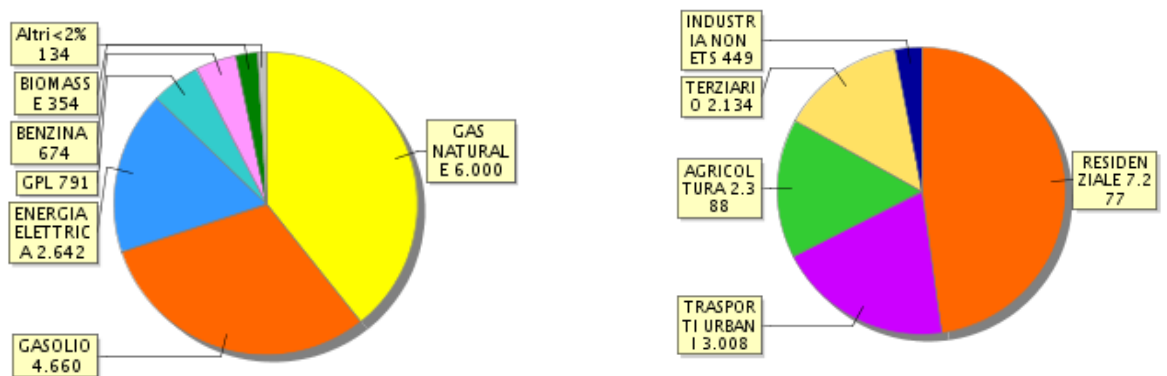 Altri<2%
134
BIOMASS
E 354
BENZINA
674
GPL 791
ENERGIA
ELETTRIC
A 2.642
GASOLIO
4.660
GAS
NATURAL
E 6.000
INDUSTR
IA NON
ETS 449
TERZIARI
O 2.134
AGRICOL
TURA 2.3
88
TRASPOR
TI URBAN
I 3.008
RESIDEN
ZIALE 7.2
77